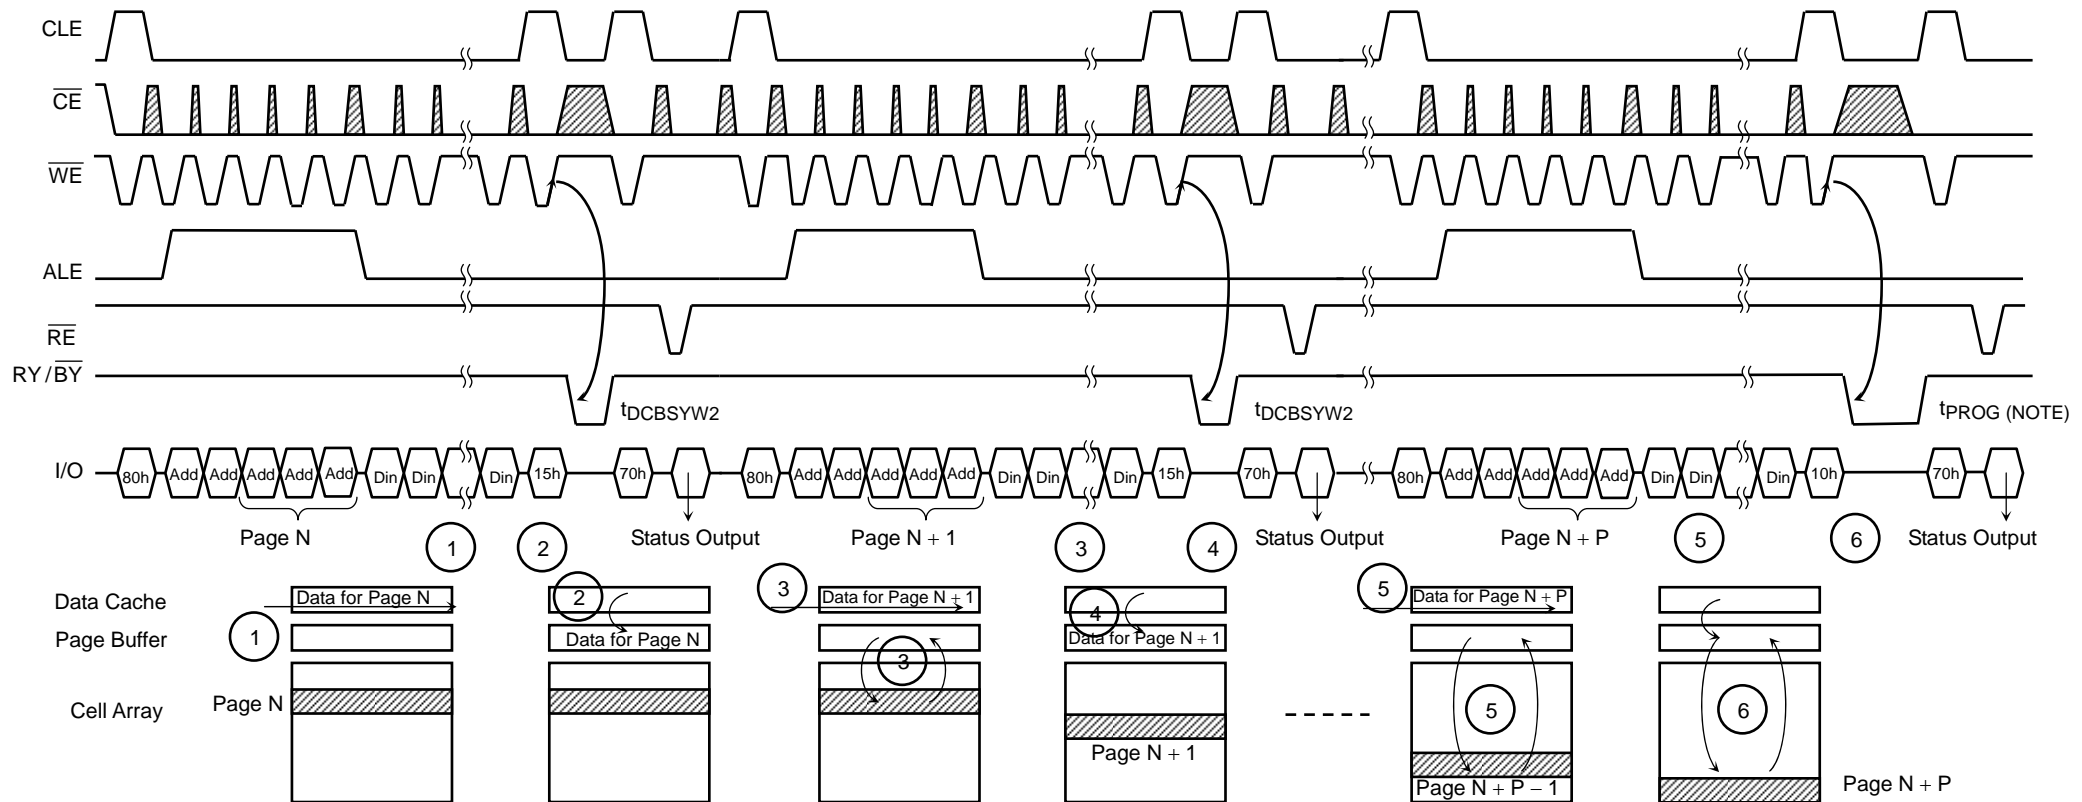 CLE
CE
WE
ALE
RE
RY/BY
tDCBSYW2 tDCBSYW2 tPROG (NOTE)
I/O 80h Add Add Add Add Add Din Din Din 15h 70h 80h Add Add Add Add Add Din Din Din 15h 70h 80h Add Add Add Add Add Din Din Din 10h 70h
Page N 1 2 Status Output Page N + 1 3 4 Status Output Page N + P 5 6 Status Output
Data Cache Data for Page N 2 3 Data for Page N + 1 4 5 Data for Page N + P
Page Buffer 1 Data for Page N 3 Data for Page N + 1
Cell Array Page N 5 6
Page N + 1
Page N + P − 1 Page N + P